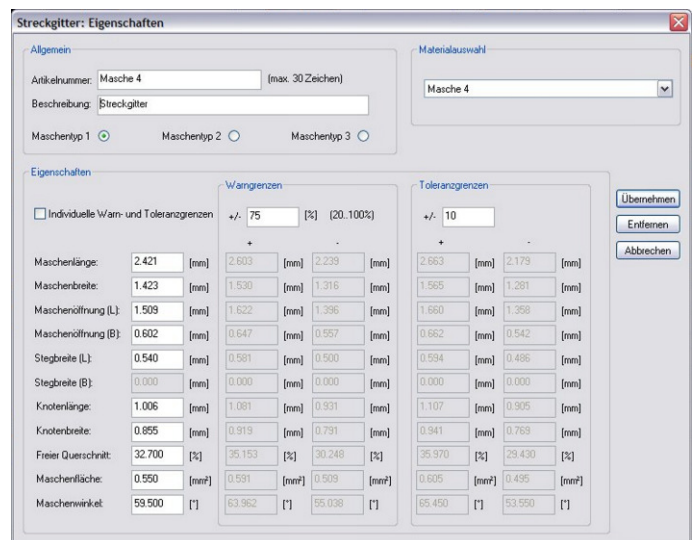 Streckgitter: Eigenschaften
Allgemein
Artikelnummer: Masche 4 (max. 30 Zeichen)
Beschreibung: Streckgitter
Maschentyp 1 Maschentyp 2 Maschentyp 3
Materialauswahl
Masche 4
Eigenschaften
Warngrenzen
Toleranzgrenzen
Individuelle Warn- und Toleranzgrenzen +/- 75 [%] (20..100%) +/- 10
+ - + -
Maschenlänge: 2.421 [mm] 2.603 [mm] 2.239 [mm] 2.663 [mm] 2.179 [mm]
Maschenbreite: 1.423 [mm] 1.530 [mm] 1.316 [mm] 1.565 [mm] 1.281 [mm]
Maschenöffnung (L): 1.509 [mm] 1.622 [mm] 1.396 [mm] 1.660 [mm] 1.358 [mm]
Maschenöffnung (B): 0.602 [mm] 0.647 [mm] 0.557 [mm] 0.662 [mm] 0.542 [mm]
Stegbreite (L): 0.540 [mm] 0.581 [mm] 0.500 [mm] 0.594 [mm] 0.486 [mm]
Stegbreite (B): 0.000 [mm] 0.000 [mm] 0.000 [mm] 0.000 [mm] 0.000 [mm]
Knotenlänge: 1.006 [mm] 1.081 [mm] 0.931 [mm] 1.107 [mm] 0.905 [mm]
Knotenbreite: 0.855 [mm] 0.919 [mm] 0.791 [mm] 0.941 [mm] 0.769 [mm]
Freier Querschnitt: 32.700 [%] 35.153 [%] 30.248 [%] 35.970 [%] 29.430 [%]
Maschenfläche: 0.550 [mm²] 0.591 [mm²] 0.509 [mm²] 0.605 [mm²] 0.495 [mm²]
Maschenwinkel: 59.500 [°] 63.962 [°] 55.038 [°] 65.450 [°] 53.550 [°]
Übernehmen
Entfernen
Abbrechen